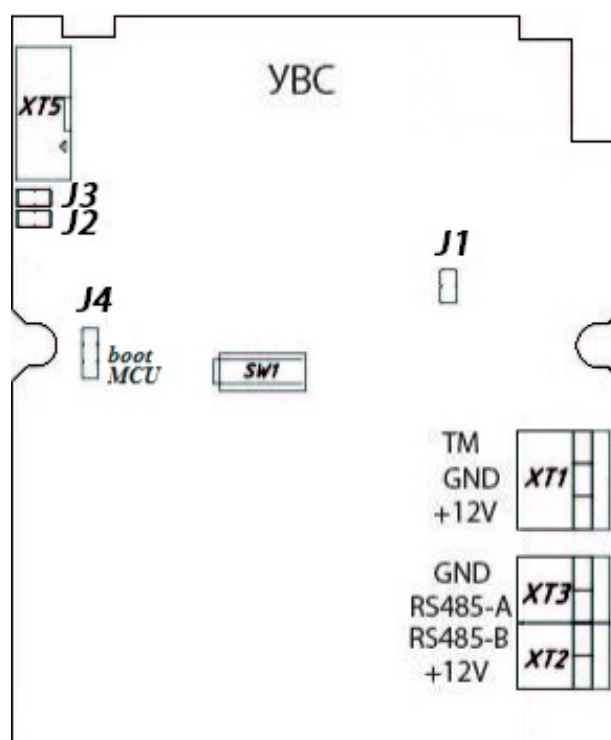 УВС
XT5
J3
J2
J1
J4
boot
MCU
SW1
TM
GND
+12V
XT1
GND
RS485-A
XT3
RS485-B
+12V
XT2